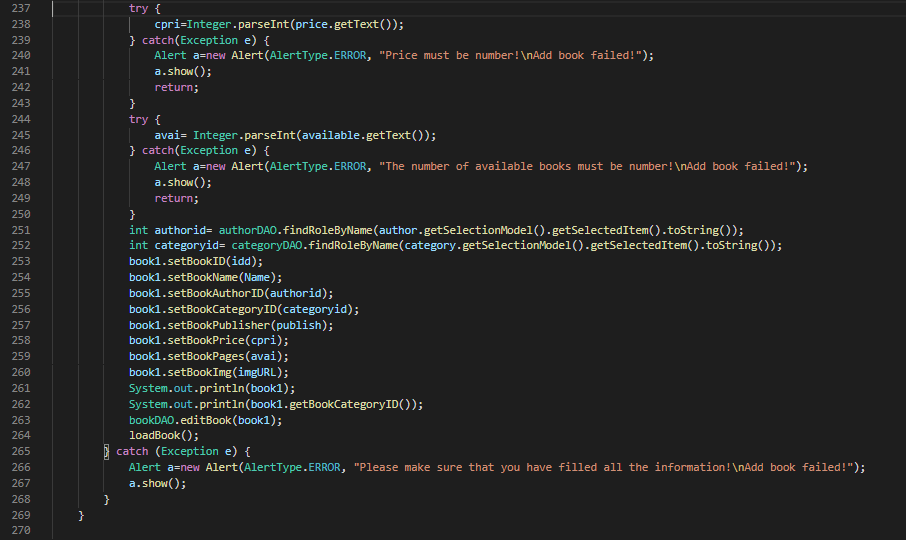 237 try {
238 cpri=Integer.parseInt(price.getText());
239 } catch(Exception e) {
240 Alert a=new Alert(AlertType.ERROR, "Price must be number!\nAdd book failed!");
241 a.show();
242 return;
243 }
244 try {
245 avai= Integer.parseInt(available.getText());
246 } catch(Exception e) {
247 Alert a=new Alert(AlertType.ERROR, "The number of available books must be number!\nAdd book failed!");
248 a.show();
249 return;
250 }
251 int authorid= authorDAO.findRoleByName(author.getSelectionModel().getSelectedItem().toString());
252 int categoryid= categoryDAO.findRoleByName(category.getSelectionModel().getSelectedItem().toString());
253 book1.setBookID(idd);
254 book1.setBookName(Name);
255 book1.setBookAuthorID(authorid);
256 book1.setBookCategoryID(categoryid);
257 book1.setBookPublisher(publish);
258 book1.setBookPrice(cpri);
259 book1.setBookPages(avai);
260 book1.setBookImg(imgURL);
261 System.out.println(book1);
262 System.out.println(book1.getBookCategoryID());
263 bookDAO.editBook(book1);
264 loadBook();
265 } catch (Exception e) {
266 Alert a=new Alert(AlertType.ERROR, "Please make sure that you have filled all the information!\nAdd book failed!");
267 a.show();
268 }
269 }
270